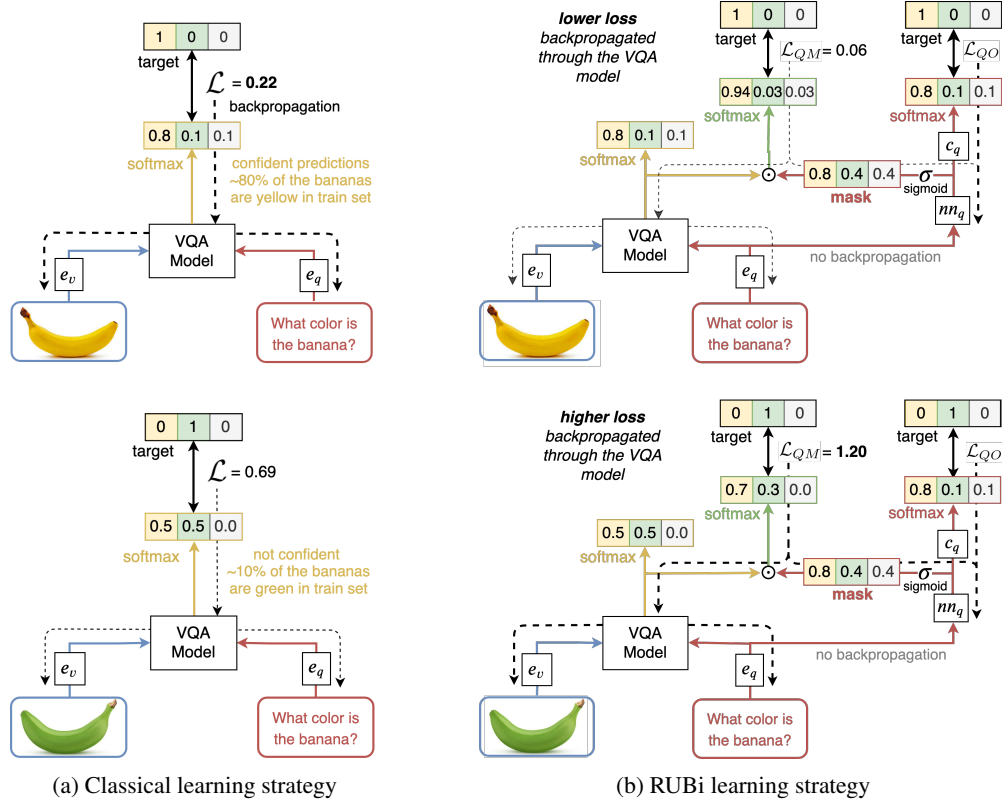 1 0 0
target
ℒ = 0.22
backpropagation
0.8 0.1 0.1
softmax
confident predictions
~80% of the bananas
are yellow in train set
VQA
Model
e_v
e_q
What color is
the banana?
lower loss
backpropagated
through the VQA
model
1 0 0
target
ℒ_QM = 0.06
0.94 0.03 0.03
softmax
1 0 0
target
ℒ_QO
0.8 0.1 0.1
softmax
0.8 0.1 0.1
softmax
c_q
⊙
0.8 0.4 0.4
mask
σ
sigmoid
nn_q
VQA
Model
no backpropagation
e_v
e_q
What color is
the banana?
0 1 0
target
ℒ = 0.69
0.5 0.5 0.0
softmax
not confident
~10% of the bananas
are green in train set
VQA
Model
e_v
e_q
What color is
the banana?
higher loss
backpropagated
through the VQA
model
0 1 0
target
ℒ_QM = 1.20
0.7 0.3 0.0
softmax
0 1 0
target
ℒ_QO
0.8 0.1 0.1
softmax
0.5 0.5 0.0
softmax
c_q
⊙
0.8 0.4 0.4
mask
σ
sigmoid
nn_q
VQA
Model
no backpropagation
e_v
e_q
What color is
the banana?
(a) Classical learning strategy
(b) RUBi learning strategy